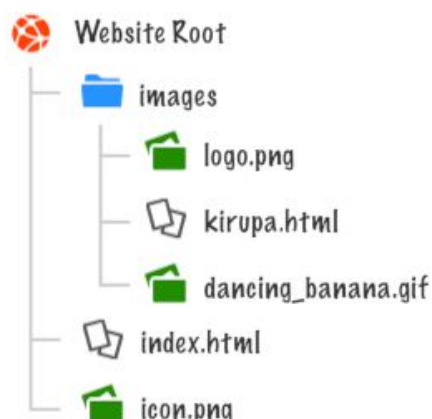 Website Root
images
logo.png
kirupa.html
dancing_banana.gif
index.html
icon.png